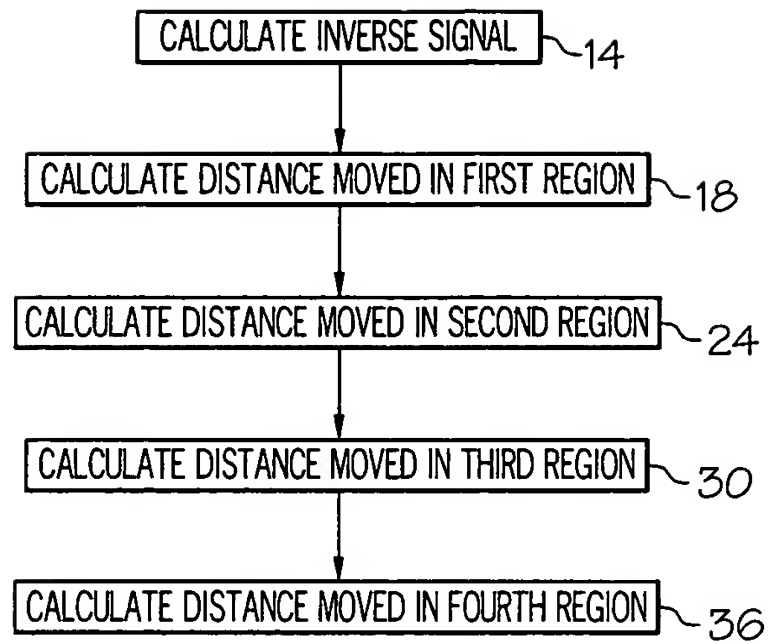 CALCULATE INVERSE SIGNAL
14
CALCULATE DISTANCE MOVED IN FIRST REGION
18
CALCULATE DISTANCE MOVED IN SECOND REGION
24
CALCULATE DISTANCE MOVED IN THIRD REGION
30
CALCULATE DISTANCE MOVED IN FOURTH REGION
36